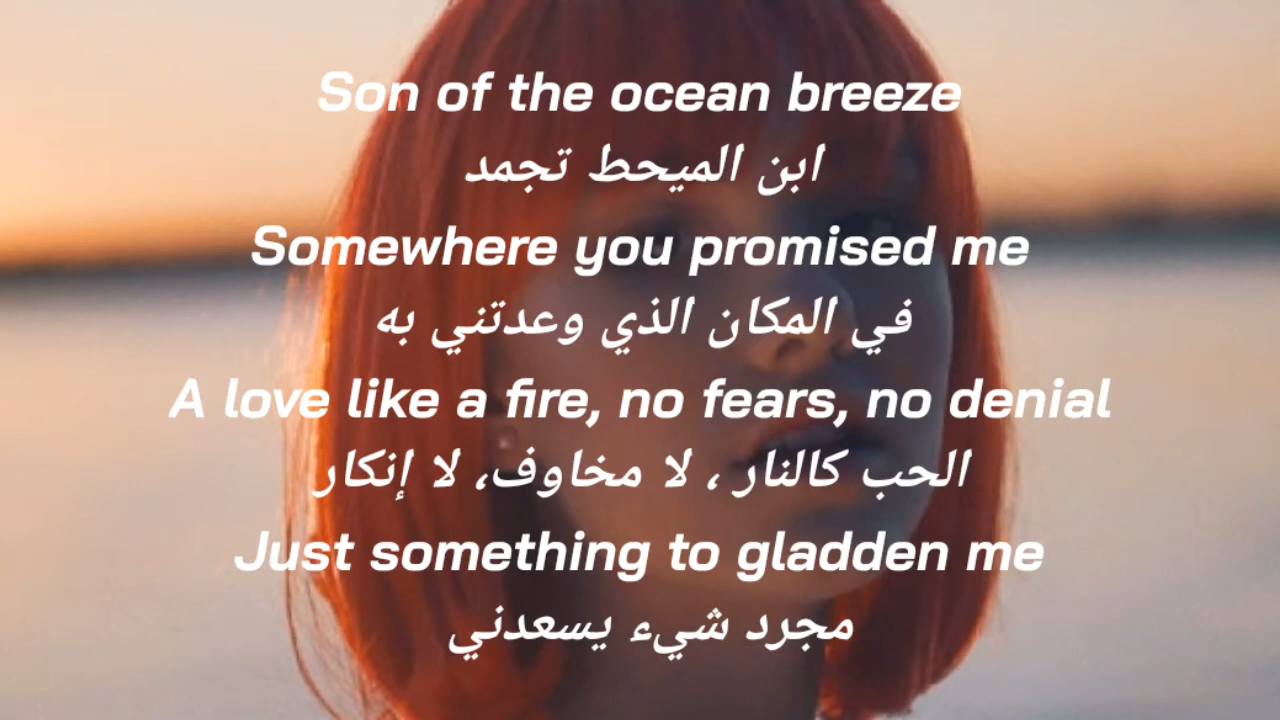 Son of the ocean breeze
ابن الميحط تجمد
Somewhere you promised me
في المكان الذي وعدتني به
A love like a fire, no fears, no denial
الحب كالنار ، لا مخاوف، لا إنكار
Just something to gladden me
مجرد شيء يسعدني